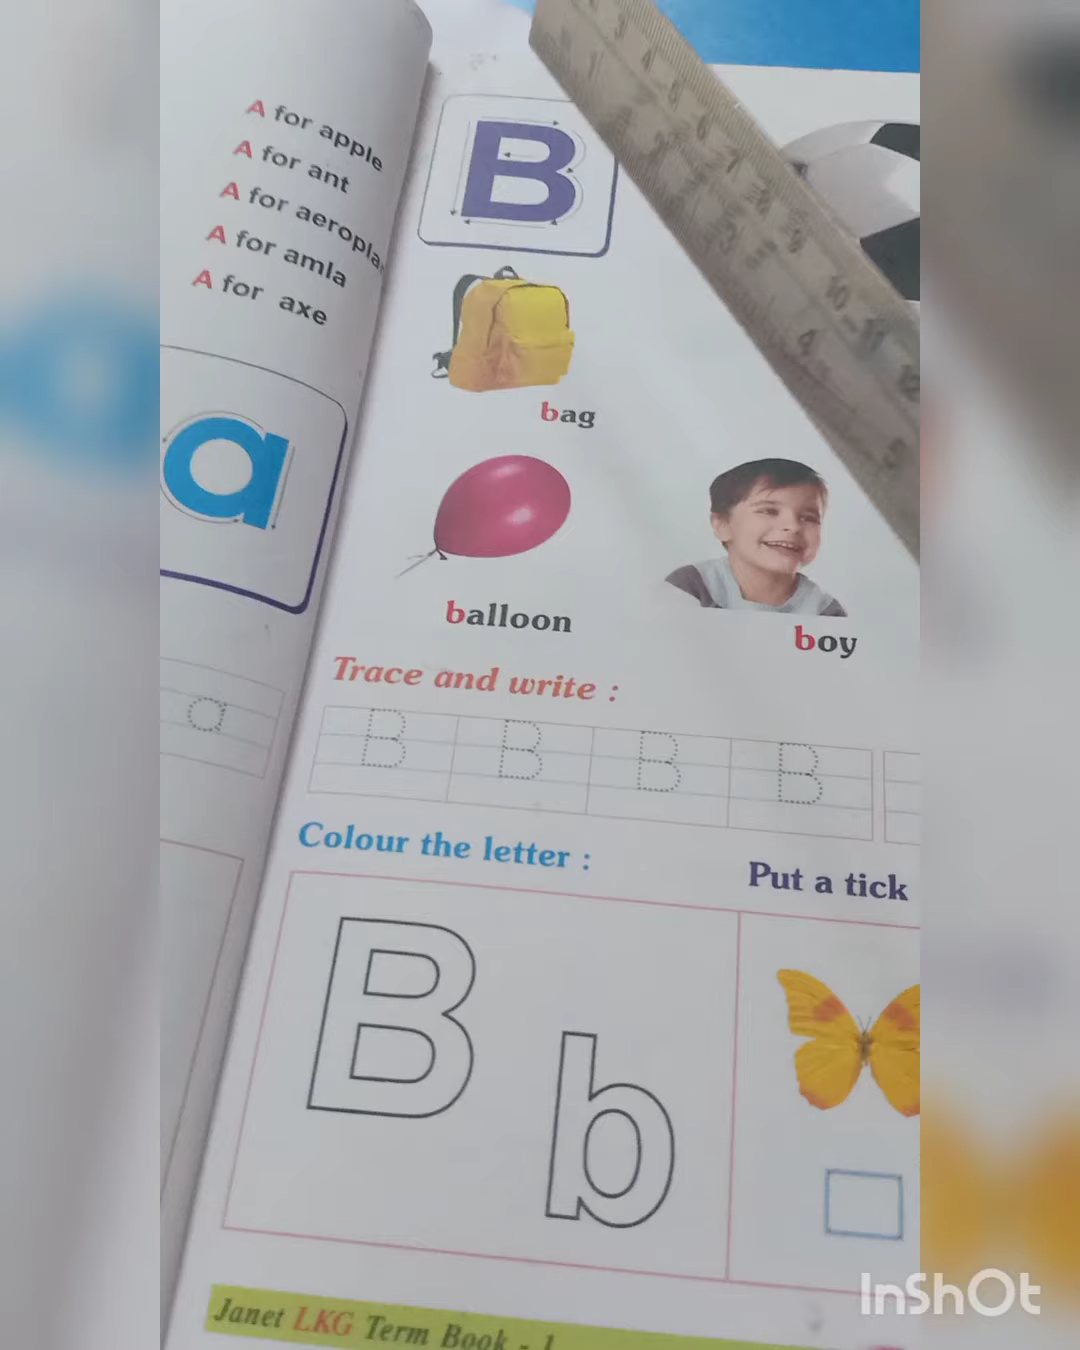 A for apple
A for ant
A for
A for amla
A for axe
a
a
B
bag
balloon
boy
Trace and write :
B B B B
Colour the letter :
Put a tick
B b
Janet LKG Term Book - 1
InShOt